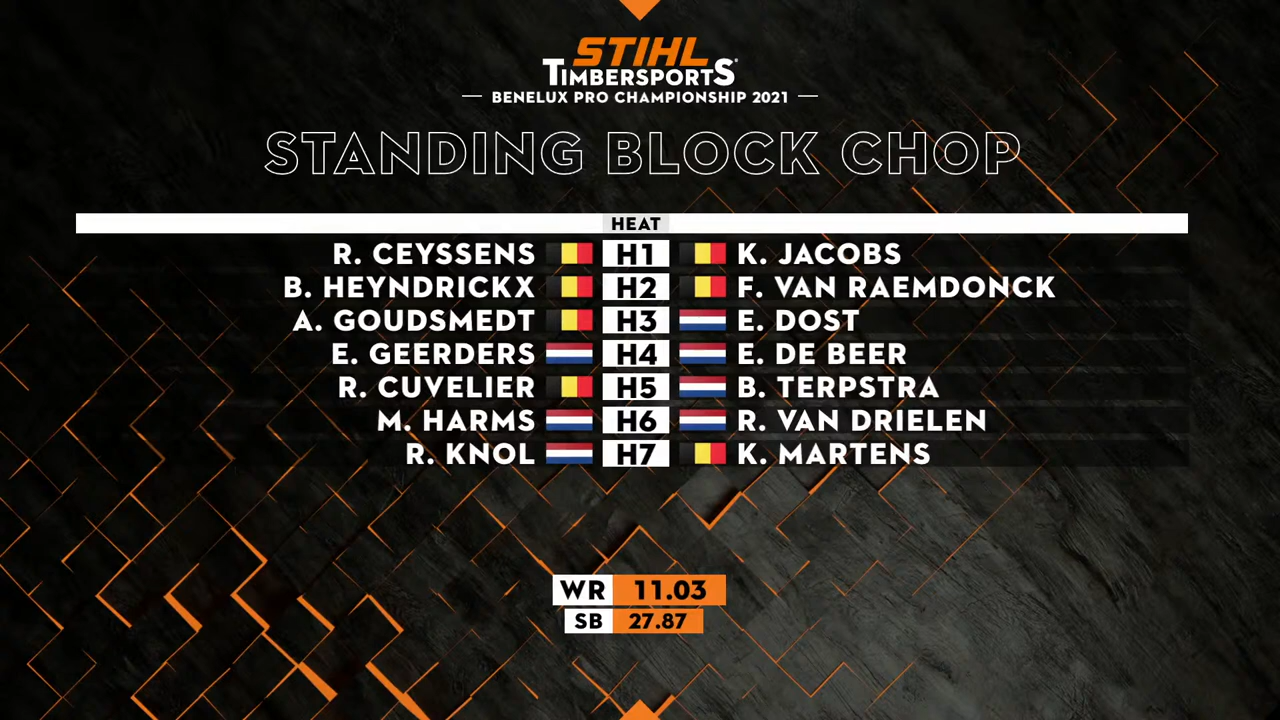 STIHL
TIMBERSPORTS®
BENELUX PRO CHAMPIONSHIP 2021
STANDING BLOCK CHOP
HEAT
R. CEYSSENS H1 K. JACOBS
B. HEYNDRICKX H2 F. VAN RAEMDONCK
A. GOUDSMEDT H3 E. DOST
E. GEERDERS H4 E. DE BEER
R. CUVELIER H5 B. TERPSTRA
M. HARMS H6 R. VAN DRIELEN
R. KNOL H7 K. MARTENS
WR 11.03
SB 27.87